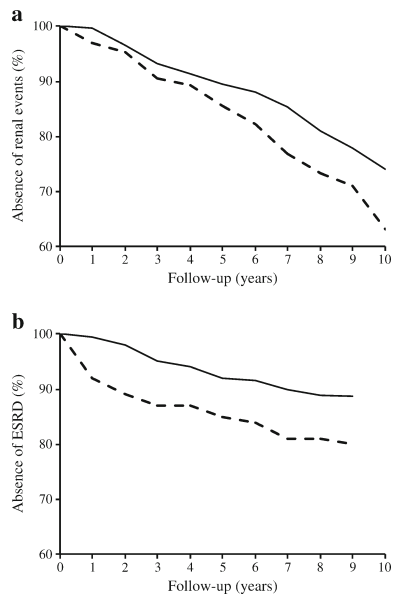 a
Absence of renal events (%)
100
90
80
70
60
0 1 2 3 4 5 6 7 8 9 10
Follow-up (years)
b
Absence of ESRD (%)
100
90
80
70
60
0 1 2 3 4 5 6 7 8 9 10
Follow-up (years)